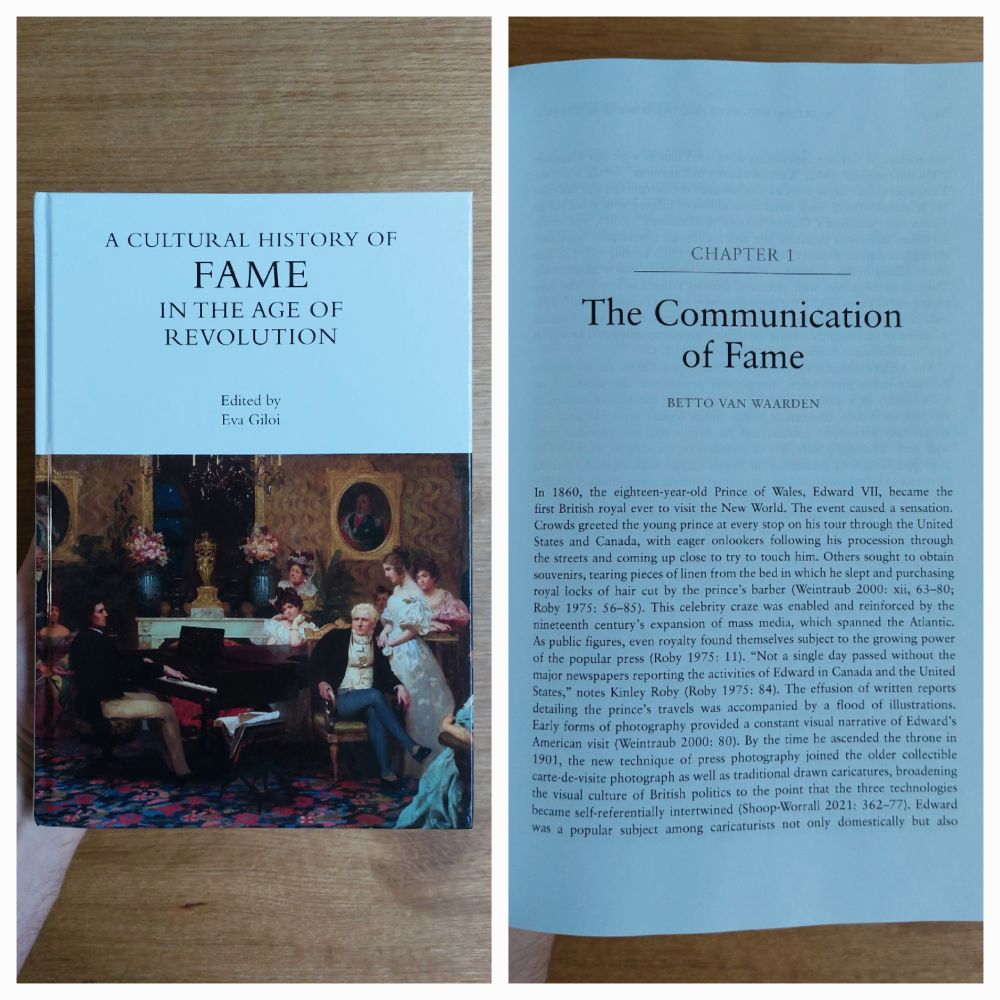 A CULTURAL HISTORY OF
FAME
IN THE AGE OF
REVOLUTION
Edited by
Eva Giloi
CHAPTER 1
The Communication
of Fame
BETTO VAN WAARDEN
In 1860, the eighteen-year-old Prince of Wales, Edward VII, became the
first British royal ever to visit the New World. The event caused a sensation.
Crowds greeted the young prince at every stop on his tour through the United
States and Canada, with eager onlookers following his procession through
the streets and coming up close to try to touch him. Others sought to obtain
souvenirs, tearing pieces of linen from the bed in which he slept and purchasing
royal locks of hair cut by the prince's barber (Weintraub 2000: xii, 63–80;
Roby 1975: 56–85). This celebrity craze was enabled and reinforced by the
nineteenth century's expansion of mass media, which spanned the Atlantic.
As public figures, even royalty found themselves subject to the growing power
of the popular press (Roby 1975: 11). "Not a single day passed without the
major newspapers reporting the activities of Edward in Canada and the United
States," notes Kinley Roby (Roby 1975: 84). The effusion of written reports
detailing the prince's travels was accompanied by a flood of illustrations.
Early forms of photography provided a constant visual narrative of Edward's
American visit (Weintraub 2000: 80). By the time he ascended the throne in
1901, the new technique of press photography joined the older collectible
carte-de-visite photograph as well as traditional drawn caricatures, broadening
the visual culture of British politics to the point that the three technologies
became self-referentially intertwined (Shoop-Worrall 2021: 362–77). Edward
was a popular subject among caricaturists not only domestically but also